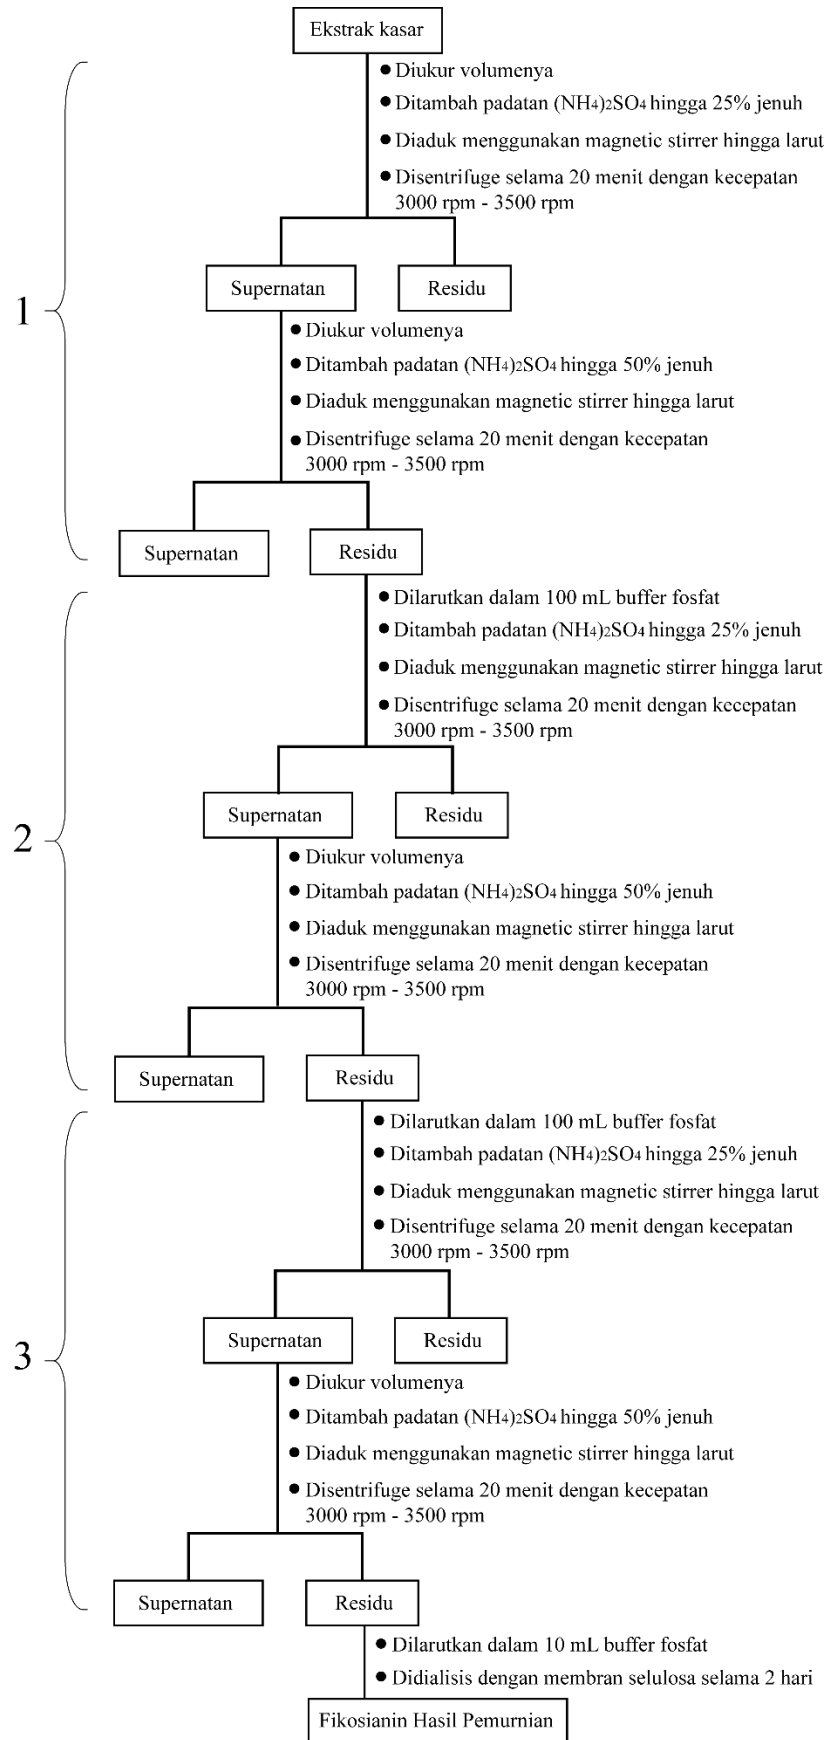 Ekstrak kasar
● Diukur volumenya
● Ditambah padatan (NH4)2SO4 hingga 25% jenuh
● Diaduk menggunakan magnetic stirrer hingga larut
● Disentrifuge selama 20 menit dengan kecepatan
3000 rpm - 3500 rpm
1
Supernatan
Residu
● Diukur volumenya
● Ditambah padatan (NH4)2SO4 hingga 50% jenuh
● Diaduk menggunakan magnetic stirrer hingga larut
● Disentrifuge selama 20 menit dengan kecepatan
3000 rpm - 3500 rpm
Supernatan
Residu
● Dilarutkan dalam 100 mL buffer fosfat
● Ditambah padatan (NH4)2SO4 hingga 25% jenuh
● Diaduk menggunakan magnetic stirrer hingga larut
● Disentrifuge selama 20 menit dengan kecepatan
3000 rpm - 3500 rpm
2
Supernatan
Residu
● Diukur volumenya
● Ditambah padatan (NH4)2SO4 hingga 50% jenuh
● Diaduk menggunakan magnetic stirrer hingga larut
● Disentrifuge selama 20 menit dengan kecepatan
3000 rpm - 3500 rpm
Supernatan
Residu
● Dilarutkan dalam 100 mL buffer fosfat
● Ditambah padatan (NH4)2SO4 hingga 25% jenuh
● Diaduk menggunakan magnetic stirrer hingga larut
● Disentrifuge selama 20 menit dengan kecepatan
3000 rpm - 3500 rpm
3
Supernatan
Residu
● Diukur volumenya
● Ditambah padatan (NH4)2SO4 hingga 50% jenuh
● Diaduk menggunakan magnetic stirrer hingga larut
● Disentrifuge selama 20 menit dengan kecepatan
3000 rpm - 3500 rpm
Supernatan
Residu
● Dilarutkan dalam 10 mL buffer fosfat
● Didialisis dengan membran selulosa selama 2 hari
Fikosianin Hasil Pemurnian